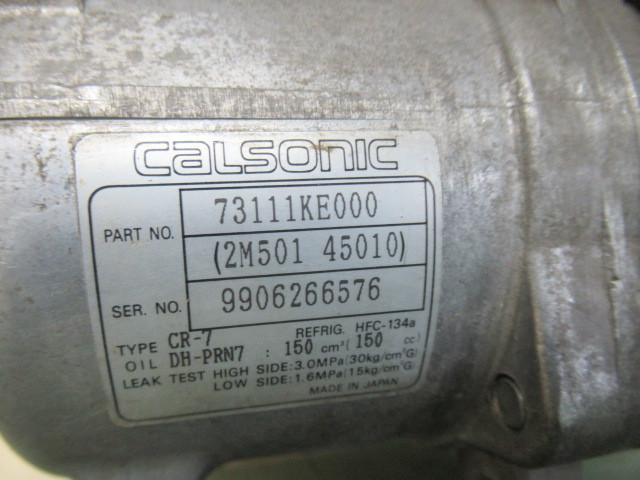 CALSONIC
PART NO. 73111KE000
(2M501 45010)
SER. NO. 9906266576
TYPE CR-7 REFRIG. HFC-134a
OIL DH-PRN7 : 150 cm³ (150 cc)
LEAK TEST HIGH SIDE:3.0MPa(30kg/cm²G)
LOW SIDE:1.6MPa(15kg/cm²G)
MADE IN JAPAN